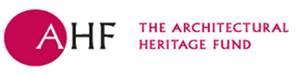 AHF
THE ARCHITECTURAL
HERITAGE FUND